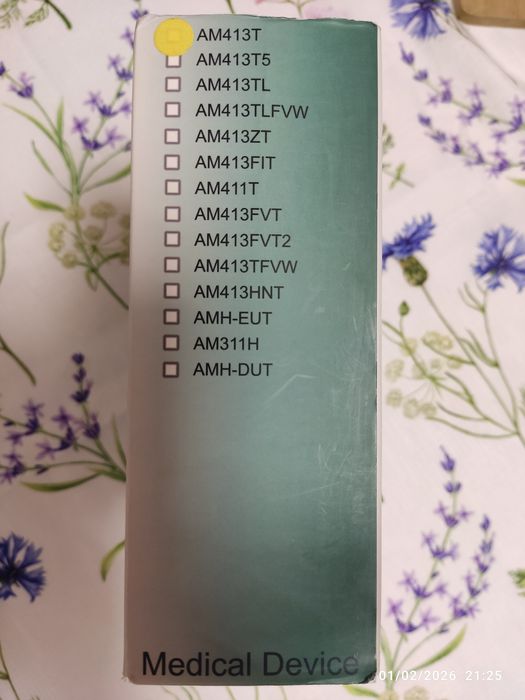 AM413T
AM413T5
AM413TL
AM413TLFVW
AM413ZT
AM413FIT
AM411T
AM413FVT
AM413FVT2
AM413TFVW
AM413HNT
AMH-EUT
AM311H
AMH-DUT
Medical Device
01/02/2026 21:25